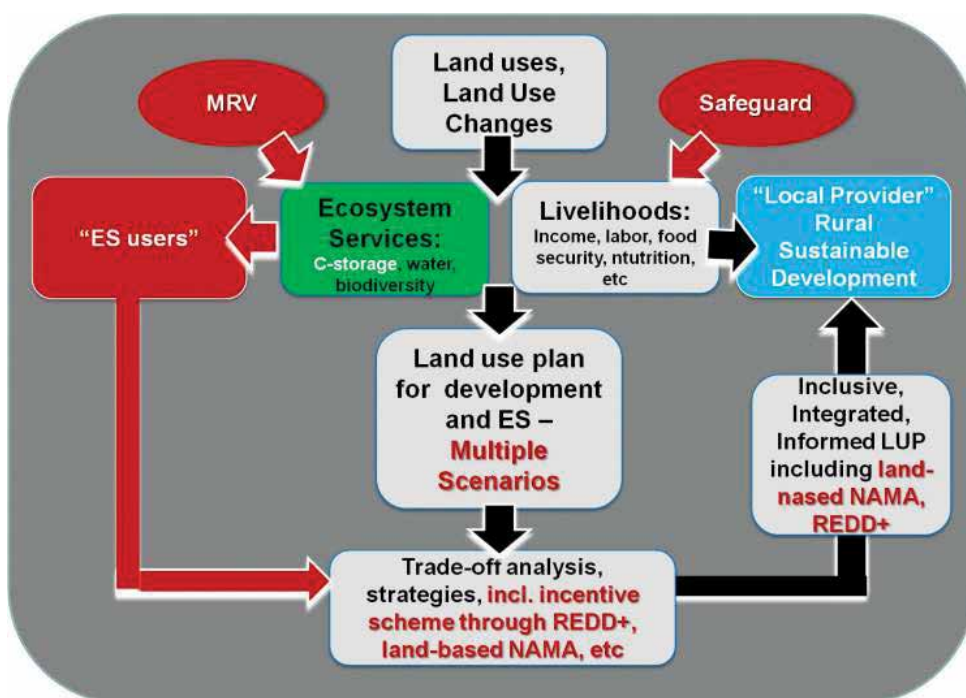 Land uses,
Land Use
Changes
MRV
Safeguard
“ES users”
Ecosystem
Services:
C-storage, water,
biodiversity
Livelihoods:
Income, labor, food
security, ntutrition,
etc
“Local Provider”
Rural
Sustainable
Development
Land use plan
for development
and ES –
Multiple
Scenarios
Inclusive,
Integrated,
Informed LUP
including land-
nased NAMA,
REDD+
Trade-off analysis,
strategies, incl. incentive
scheme through REDD+,
land-based NAMA, etc